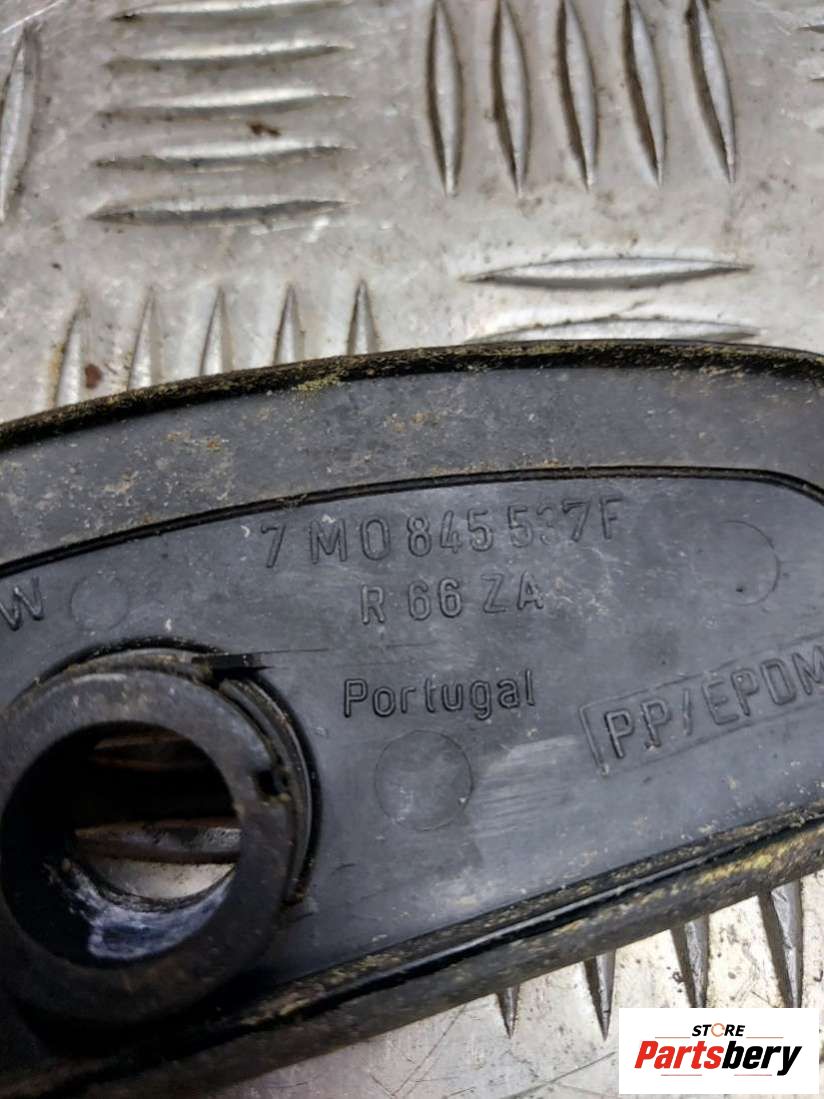 7M0 845 537F
W
R 66 ZA
Portugal
PP/EPDM
STORE
Partsbery